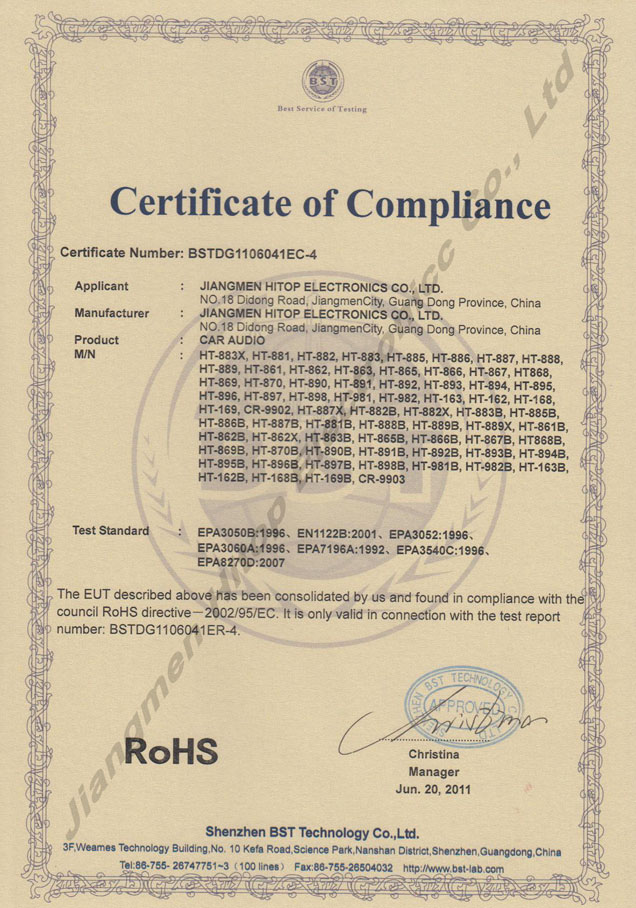 BST
Best Service of Testing
Certificate of Compliance
Certificate Number: BSTDG1106041EC-4
Applicant : JIANGMEN HITOP ELECTRONICS CO., LTD.
NO.18 Didong Road, JiangmenCity, Guang Dong Province, China
Manufacturer : JIANGMEN HITOP ELECTRONICS CO., LTD.
NO.18 Didong Road, JiangmenCity, Guang Dong Province, China
Product : CAR AUDIO
M/N : HT-883X, HT-881, HT-882, HT-883, HT-885, HT-886, HT-887, HT-888,
HT-889, HT-861, HT-862, HT-863, HT-865, HT-866, HT-867, HT868,
HT-869, HT-870, HT-890, HT-891, HT-892, HT-893, HT-894, HT-895,
HT-896, HT-897, HT-898, HT-981, HT-982, HT-163, HT-162, HT-168,
HT-169, CR-9902, HT-887X, HT-882B, HT-882X, HT-883B, HT-885B,
HT-886B, HT-887B, HT-881B, HT-888B, HT-889B, HT-889X, HT-861B,
HT-862B, HT-862X, HT-863B, HT-865B, HT-866B, HT-867B, HT868B,
HT-869B, HT-870B, HT-890B, HT-891B, HT-892B, HT-893B, HT-894B,
HT-895B, HT-896B, HT-897B, HT-898B, HT-981B, HT-982B, HT-163B,
HT-162B, HT-168B, HT-169B, CR-9903
BST
Test Standard : EPA3050B:1996、EN1122B:2001、EPA3052:1996、
EPA3060A:1996、EPA7196A:1992、EPA3540C:1996、
EPA8270D:2007
The EUT described above has been consolidated by us and found in compliance with the
council RoHS directive—2002/95/EC. It is only valid in connection with the test report
number: BSTDG1106041ER-4.
BST TECHNOLOGY
APPROVED
RoHS
Christina
Manager
Jun. 20, 2011
Shenzhen BST Technology Co.,Ltd.
3F,Weames Technology Building,No. 10 Kefa Road,Science Park,Nanshan District,Shenzhen,Guangdong,China
Tel:86-755- 26747751~3（100 lines） Fax:86-755-26504032 http://www.bst-lab.com
Jiangmen Co., Ltd